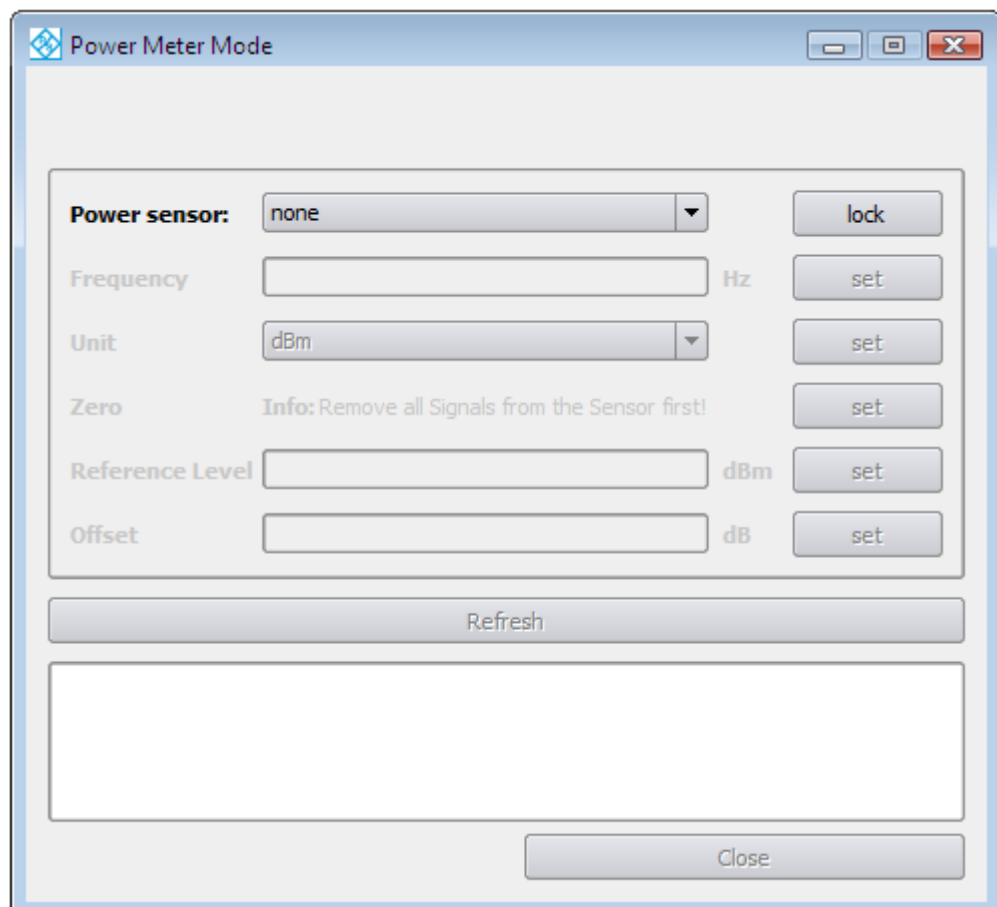 Power Meter Mode
Power sensor: none lock
Frequency Hz set
Unit dBm set
Zero Info: Remove all Signals from the Sensor first! set
Reference Level dBm set
Offset dB set
Refresh
Close